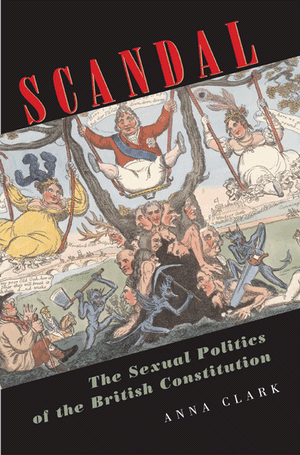 SCANDAL
The Sexual Politics
of the British Constitution
ANNA CLARK